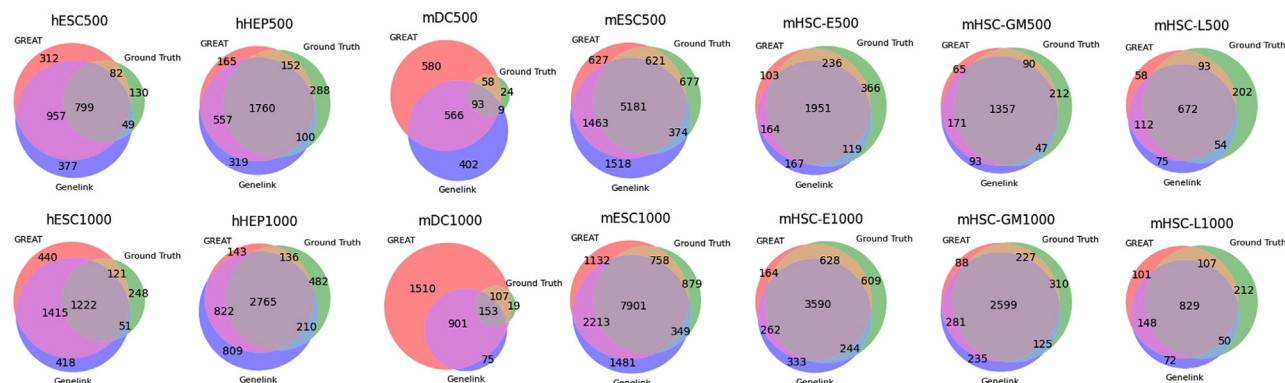 hESC500
GREAT
312
Ground Truth
82
130
799
957
49
377
Genelink
hHEP500
GREAT
165
Ground Truth
152
288
1760
557
100
319
Genelink
mDC500
GREAT
580
Ground Truth
58
24
93
9
566
402
Genelink
mESC500
GREAT
627
Ground Truth
621
677
5181
1463
374
1518
Genelink
mHSC-E500
GREAT
103
Ground Truth
236
366
1951
164
119
167
Genelink
mHSC-GM500
GREAT
65
Ground Truth
90
212
1357
171
47
93
Genelink
mHSC-L500
GREAT
58
Ground Truth
93
202
672
112
54
75
Genelink
hESC1000
GREAT
440
Ground Truth
121
248
1222
1415
51
418
Genelink
hHEP1000
GREAT
143
Ground Truth
136
482
2765
822
210
809
Genelink
mDC1000
GREAT
1510
Ground Truth
107
19
153
901
75
Genelink
mESC1000
GREAT
1132
Ground Truth
758
879
7901
2213
349
1481
Genelink
mHSC-E1000
GREAT
164
Ground Truth
628
609
3590
262
244
333
Genelink
mHSC-GM1000
GREAT
88
Ground Truth
227
310
2599
281
125
235
Genelink
mHSC-L1000
GREAT
101
Ground Truth
107
212
829
148
50
72
Genelink